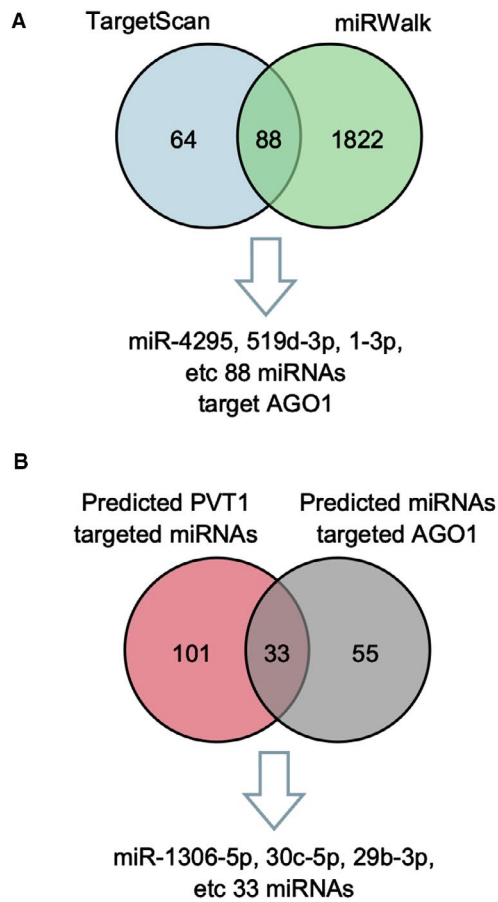 A
TargetScan
miRWalk
64
88
1822
miR-4295, 519d-3p, 1-3p,
etc 88 miRNAs
target AGO1
B
Predicted PVT1
targeted miRNAs
Predicted miRNAs
targeted AGO1
101
33
55
miR-1306-5p, 30c-5p, 29b-3p,
etc 33 miRNAs